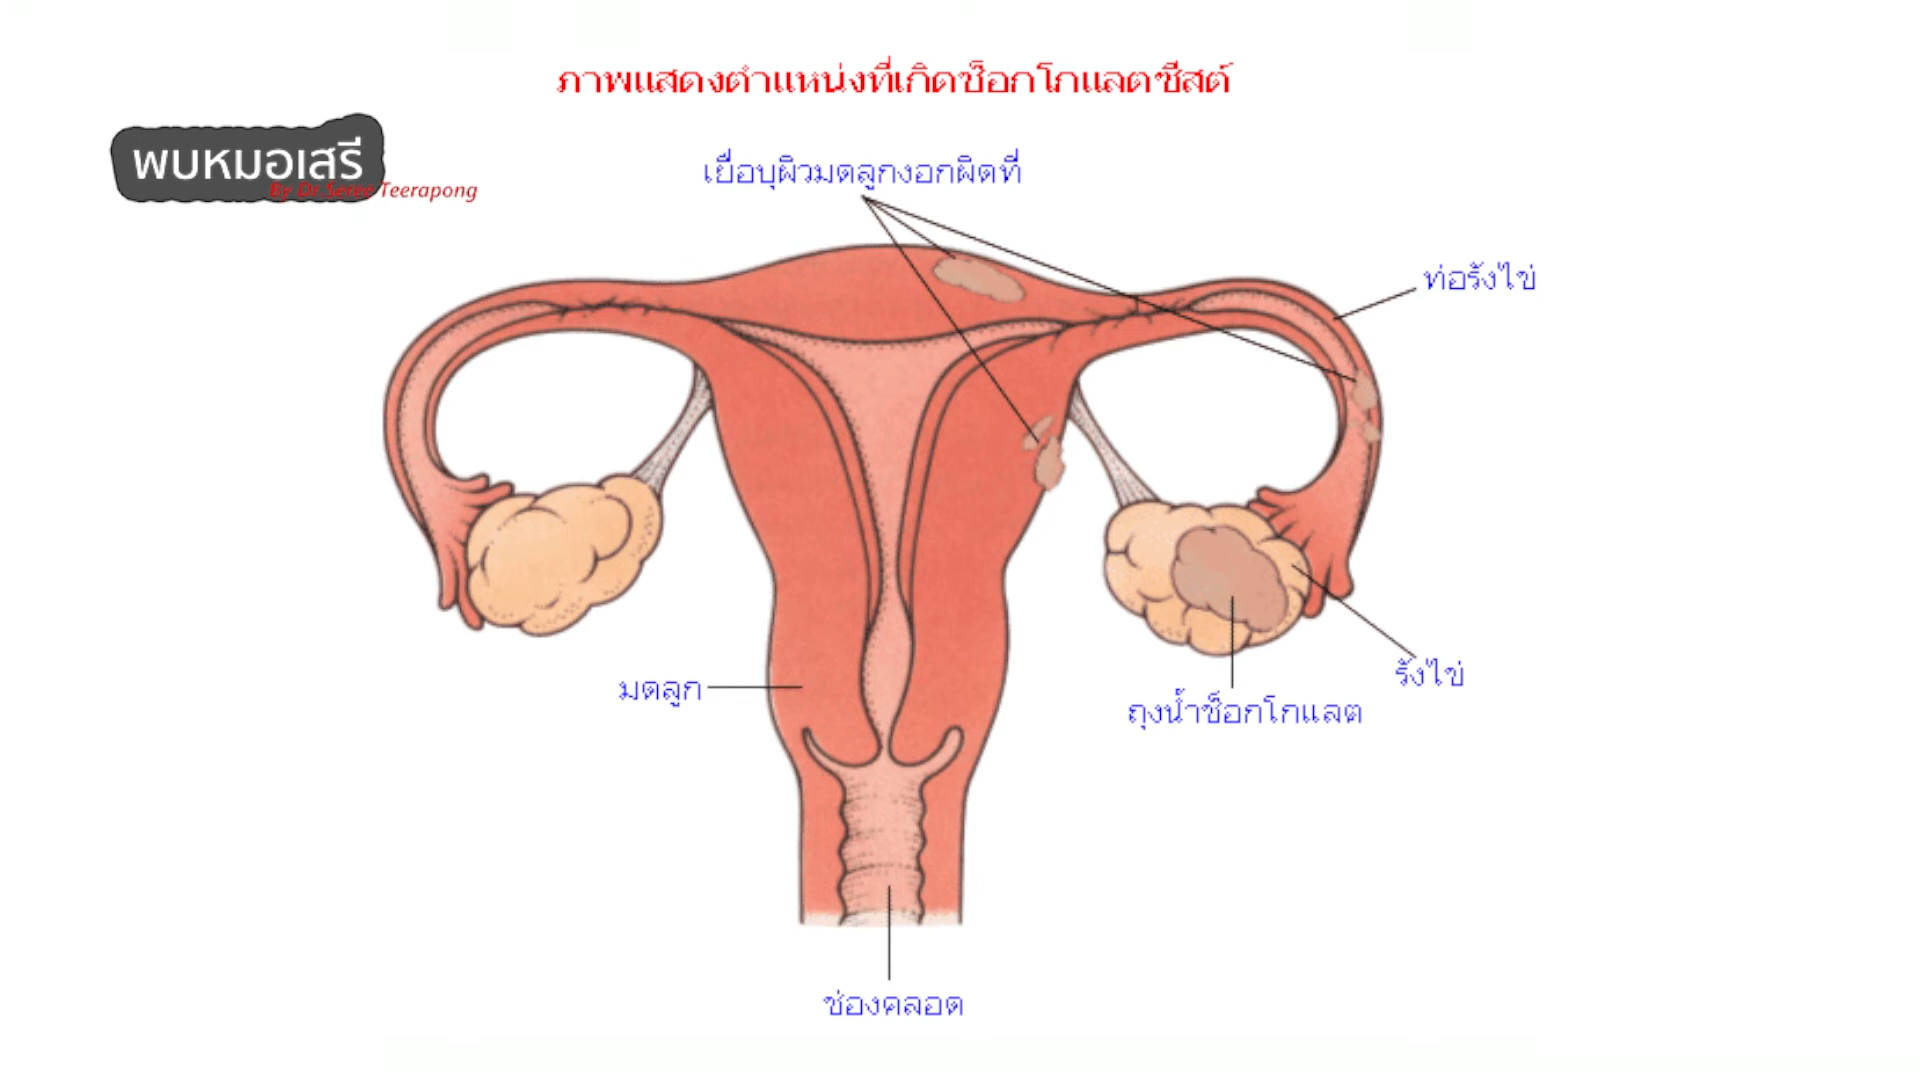 ภาพแสดงตำแหน่งที่เกิดช็อกโกแลตซีสต์
พบหมอเสรี
By Dr Seree Teerapong
เยื่อบุผิวมดลูกงอกผิดที่
ท่อรังไข่
รังไข่
มดลูก
ถุงน้ำช็อกโกแลต
ช่องคลอด